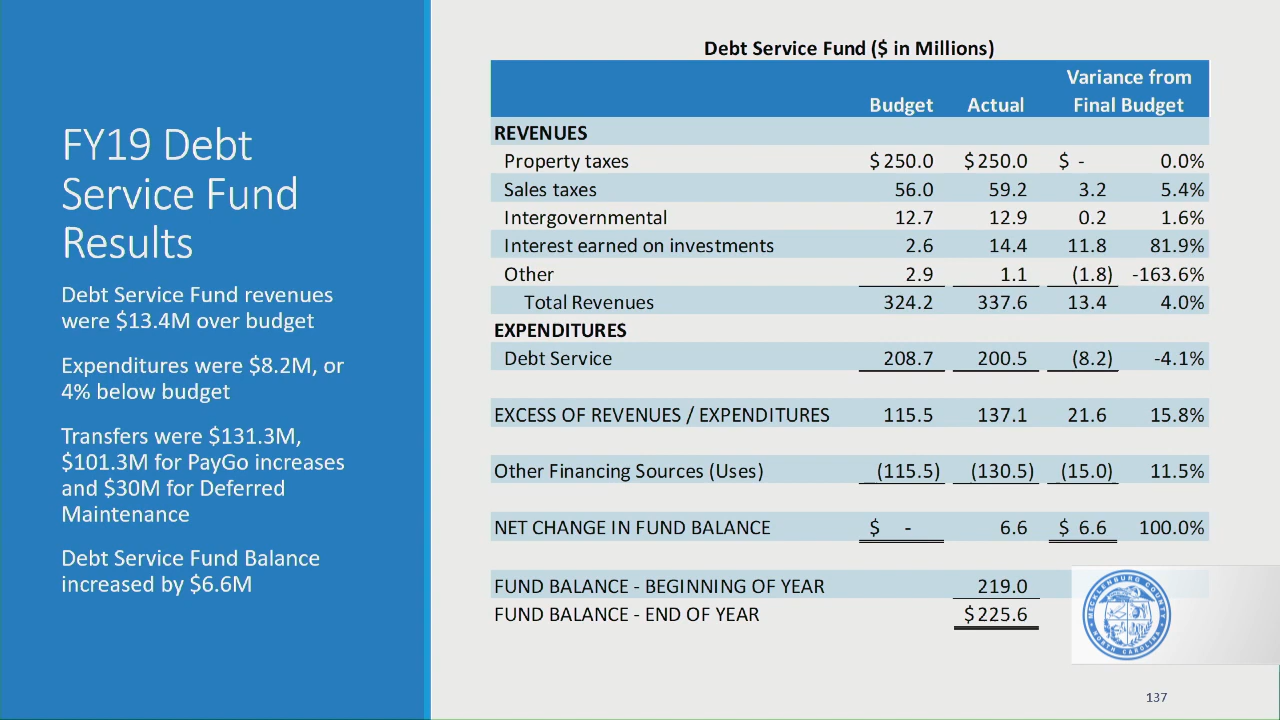 FY19 Debt
Service Fund
Results
Debt Service Fund revenues
were $13.4M over budget
Expenditures were $8.2M, or
4% below budget
Transfers were $131.3M,
$101.3M for PayGo increases
and $30M for Deferred
Maintenance
Debt Service Fund Balance
increased by $6.6M
Debt Service Fund ($ in Millions)
Variance from
Budget Actual Final Budget
REVENUES
Property taxes $ 250.0 $ 250.0 $ - 0.0%
Sales taxes 56.0 59.2 3.2 5.4%
Intergovernmental 12.7 12.9 0.2 1.6%
Interest earned on investments 2.6 14.4 11.8 81.9%
Other 2.9 1.1 (1.8) -163.6%
Total Revenues 324.2 337.6 13.4 4.0%
EXPENDITURES
Debt Service 208.7 200.5 (8.2) -4.1%
EXCESS OF REVENUES / EXPENDITURES 115.5 137.1 21.6 15.8%
Other Financing Sources (Uses) (115.5) (130.5) (15.0) 11.5%
NET CHANGE IN FUND BALANCE $ - 6.6 $ 6.6 100.0%
FUND BALANCE - BEGINNING OF YEAR 219.0
FUND BALANCE - END OF YEAR $ 225.6
MECKLENBURG COUNTY
NORTH CAROLINA
137